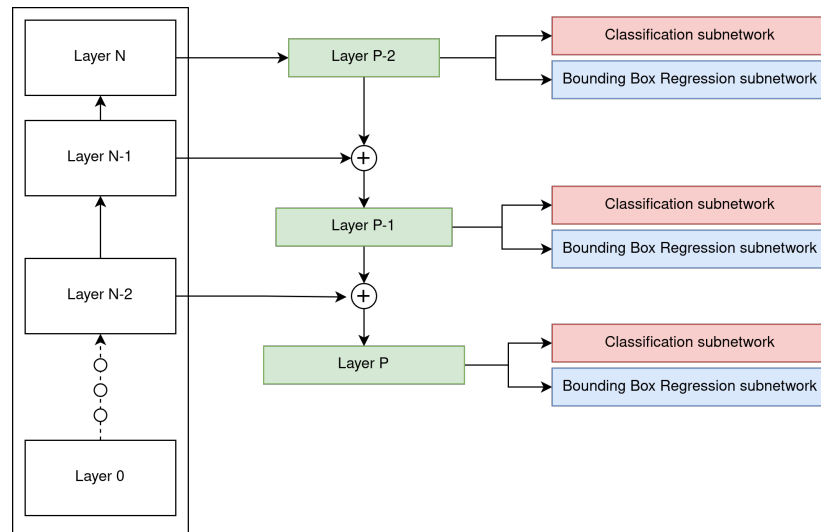 Layer N
Layer P-2
Classification subnetwork
Bounding Box Regression subnetwork
Layer N-1
+
Layer P-1
Classification subnetwork
Bounding Box Regression subnetwork
Layer N-2
+
Layer P
Classification subnetwork
Bounding Box Regression subnetwork
Layer 0